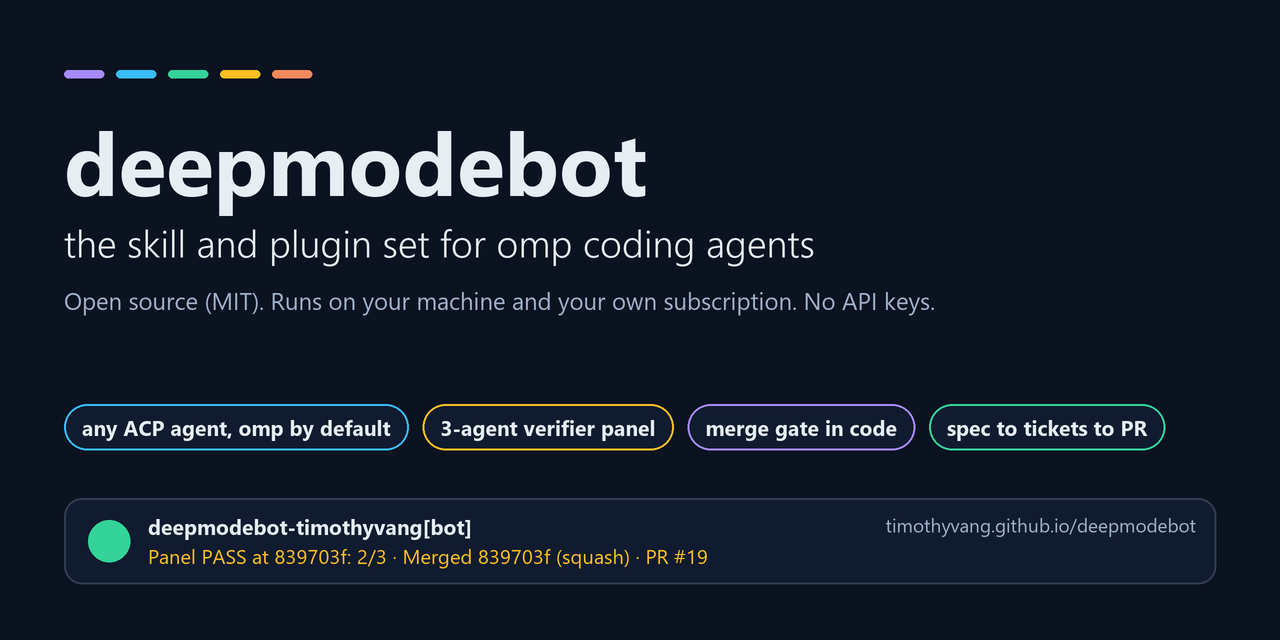 deepmodebot
the skill and plugin set for omp coding agents
Open source (MIT). Runs on your machine and your own subscription. No API keys.
any ACP agent, omp by default
3-agent verifier panel
merge gate in code
spec to tickets to PR
deepmodebot-timothyvang[bot]
timothyvang.github.io/deepmodebot
Panel PASS at 839703f: 2/3 · Merged 839703f (squash) · PR #19